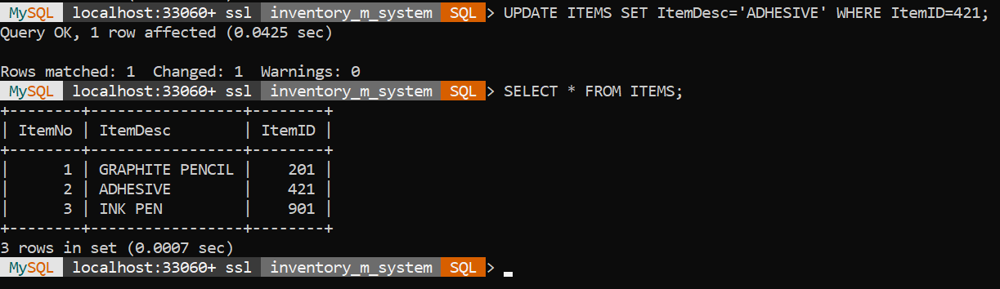 MySQL localhost:33060+ ssl inventory_m_system SQL > UPDATE ITEMS SET ItemDesc='ADHESIVE' WHERE ItemID=421;
Query OK, 1 row affected (0.0425 sec)
Rows matched: 1  Changed: 1  Warnings: 0
MySQL localhost:33060+ ssl inventory_m_system SQL > SELECT * FROM ITEMS;
+--------+-----------------+--------+
| ItemNo | ItemDesc        | ItemID |
+--------+-----------------+--------+
|      1 | GRAPHITE PENCIL |    201 |
|      2 | ADHESIVE        |    421 |
|      3 | INK PEN         |    901 |
+--------+-----------------+--------+
3 rows in set (0.0007 sec)
MySQL localhost:33060+ ssl inventory_m_system SQL >